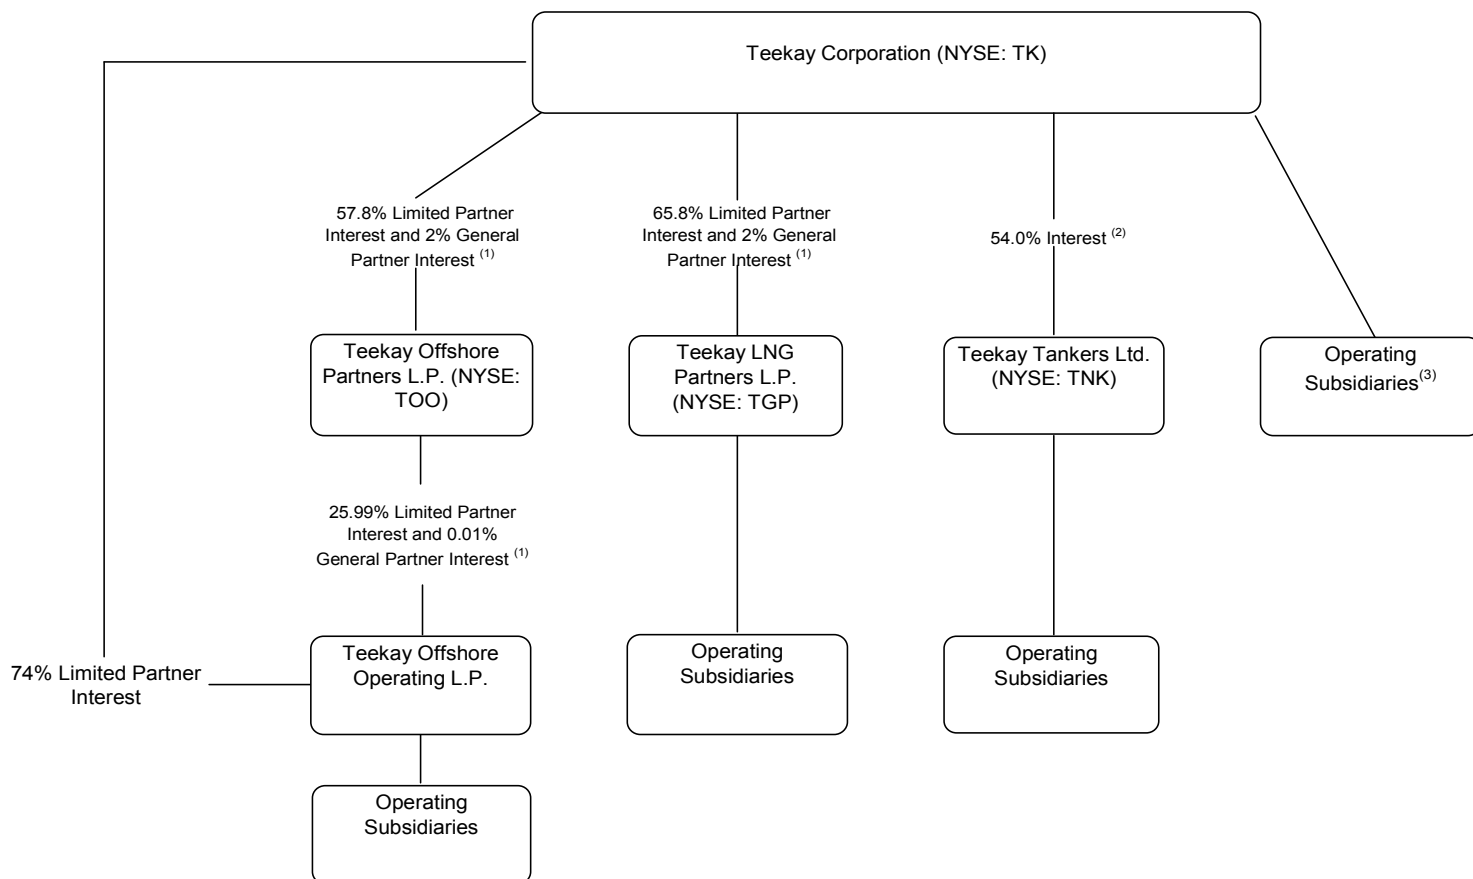 Teekay Corporation (NYSE: TK)
57.8% Limited Partner
Interest and 2% General
Partner Interest (1)
65.8% Limited Partner
Interest and 2% General
Partner Interest (1)
54.0% Interest (2)
Teekay Offshore
Partners L.P. (NYSE:
TOO)
Teekay LNG
Partners L.P.
(NYSE: TGP)
Teekay Tankers Ltd.
(NYSE: TNK)
Operating
Subsidiaries(3)
25.99% Limited Partner
Interest and 0.01%
General Partner Interest (1)
74% Limited Partner
Interest
Teekay Offshore
Operating L.P.
Operating
Subsidiaries
Operating
Subsidiaries
Operating
Subsidiaries